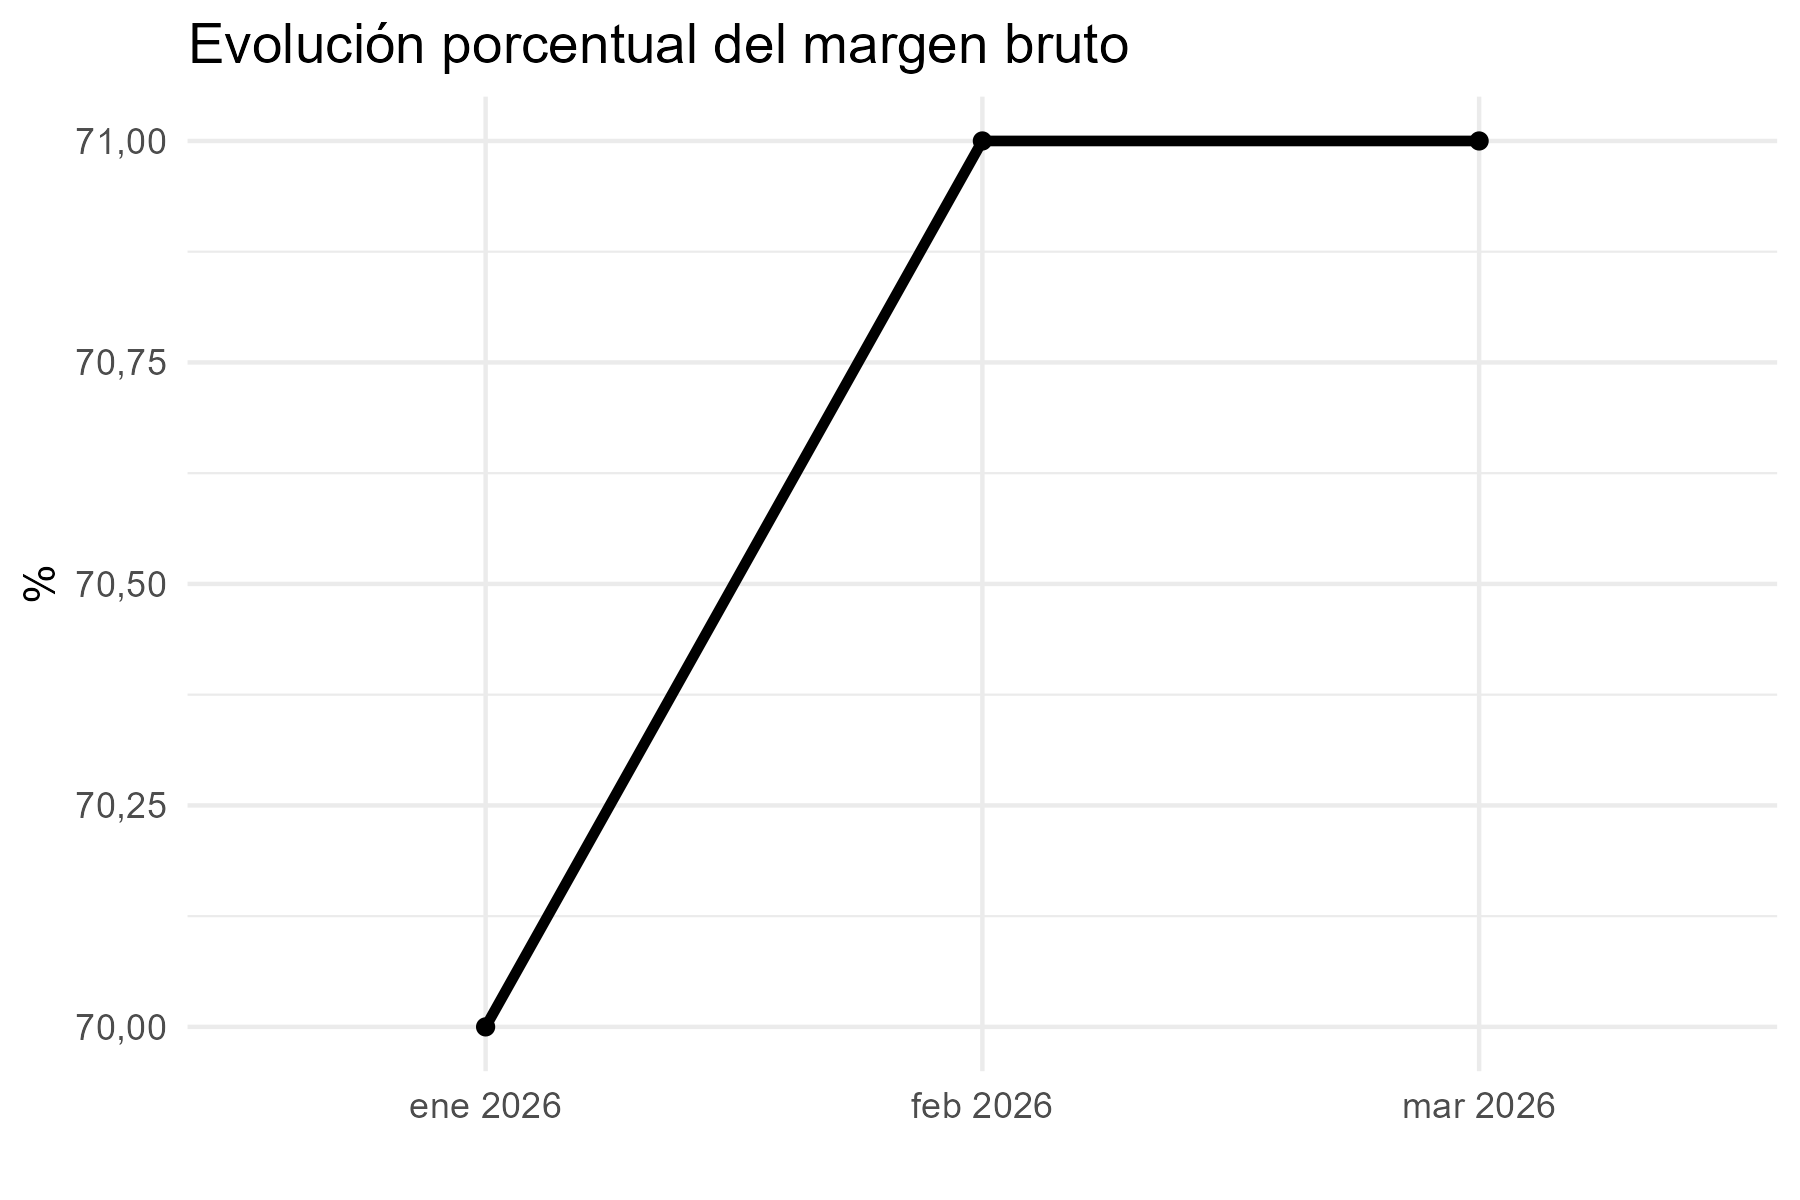 Evolución porcentual del margen bruto
71,00
70,75
70,50
70,25
70,00
%
ene 2026
feb 2026
mar 2026